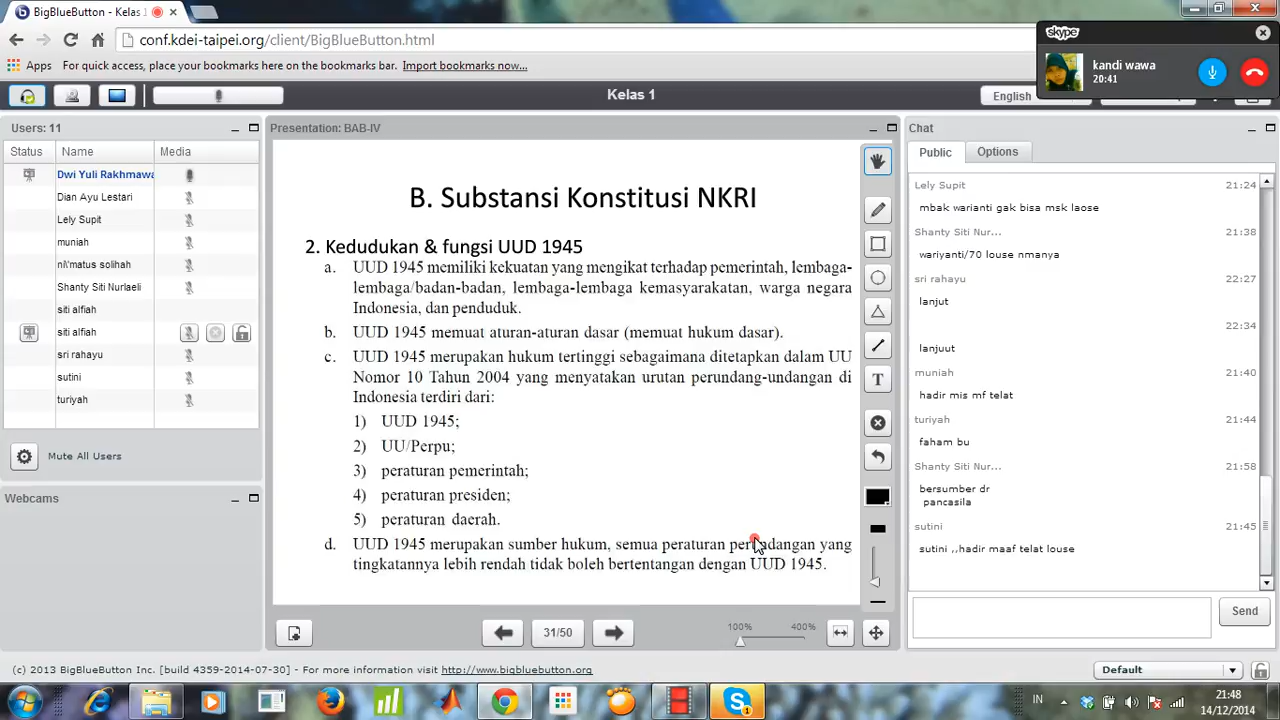 BigBlueButton - Kelas 1
conf.kdei-taipei.org/client/BigBlueButton.html
Apps For quick access, place your bookmarks here on the bookmarks bar. Import bookmarks now...
skype
kandi wawa
20:41
Kelas 1
English
Users: 11
Status Name Media
Dwi Yuli Rakhmawa
Dian Ayu Lestari
Lely Supit
muniah
ni\'matus solihah
Shanty Siti Nurlaeli
siti alfiah
siti alfiah
sri rahayu
sutini
turiyah
Mute All Users
Webcams
Presentation: BAB-IV
B. Substansi Konstitusi NKRI
2. Kedudukan & fungsi UUD 1945
a. UUD 1945 memiliki kekuatan yang mengikat terhadap pemerintah, lembaga-
lembaga/badan-badan, lembaga-lembaga kemasyarakatan, warga negara
Indonesia, dan penduduk.
b. UUD 1945 memuat aturan-aturan dasar (memuat hukum dasar).
c. UUD 1945 merupakan hukum tertinggi sebagaimana ditetapkan dalam UU
Nomor 10 Tahun 2004 yang menyatakan urutan perundang-undangan di
Indonesia terdiri dari:
1) UUD 1945;
2) UU/Perpu;
3) peraturan pemerintah;
4) peraturan presiden;
5) peraturan daerah.
d. UUD 1945 merupakan sumber hukum, semua peraturan perundangan yang
tingkatannya lebih rendah tidak boleh bertentangan dengan UUD 1945.
31/50
100% 400%
T
Chat
Public Options
Lely Supit 21:24
mbak warianti gak bisa msk laose
Shanty Siti Nur... 21:38
wariyanti/70 louse nmanya
sri rahayu 22:27
lanjut
22:34
lanjuut
muniah 21:40
hadir mis mf telat
turiyah 21:44
faham bu
Shanty Siti Nur... 21:58
bersumber dr
pancasila
sutini 21:45
sutini ,,hadir maaf telat louse
Send
(c) 2013 BigBlueButton Inc. [build 4359-2014-07-30] - For more information visit http://www.bigbluebutton.org
Default
IN
21:48
14/12/2014